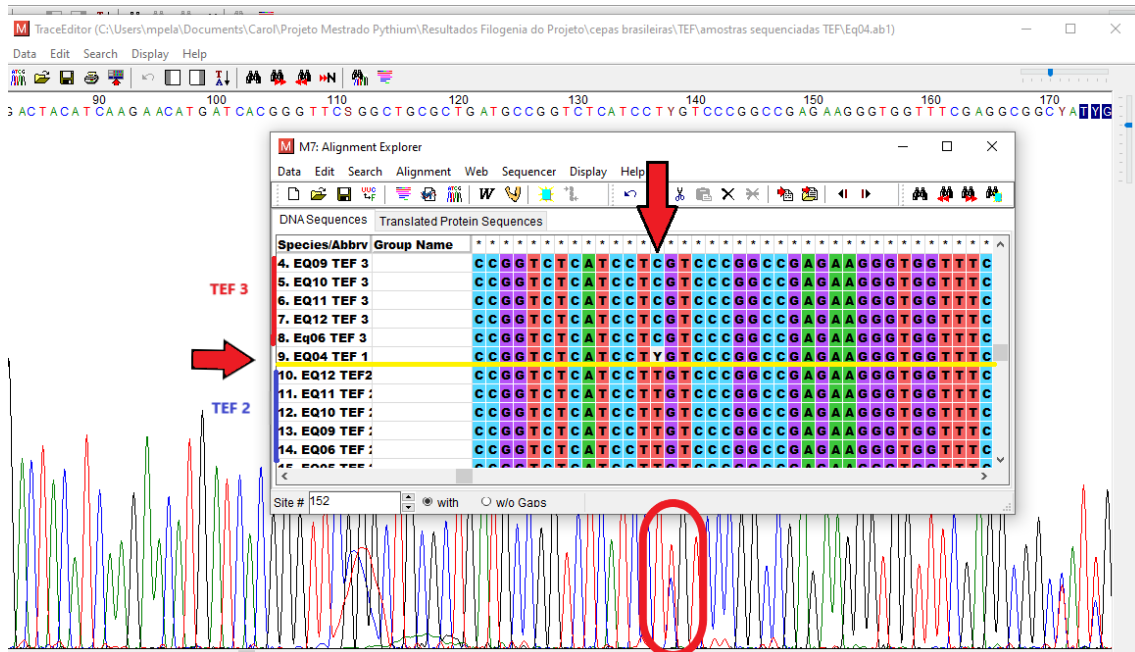 TraceEditor (C:\Users\mpela\Documents\Carol\Projeto Mestrado Pythium\Resultados Filogenia do Projeto\cepas brasileiras\TEF\amostras sequenciadas TEF\Eq04.ab1)
Data Edit Search Display Help
90 100 110 120 130 140 150 160 170
GACTACATCAAGAACATGATCACGGGTTCSGGCTGCGCTGATGCCGGTCTCATCCTYGTCCCGGCCGAGAAGGGTGGTTTCGAGGCGGCYATYG
M7: Alignment Explorer
Data Edit Search Alignment Web Sequencer Display Help
DNA Sequences Translated Protein Sequences
Species/Abbrv Group Name * * * * * * * * * * * * * * * * * * * * * * * * * * * * * * * * * * * * * *
4. EQ09 TEF 3 CCGGTCTCATCCTCGTCCCGGCCGAGAAGGGTGGTTTC
5. EQ10 TEF 3 CCGGTCTCATCCTCGTCCCGGCCGAGAAGGGTGGTTTC
TEF 3
6. EQ11 TEF 3 CCGGTCTCATCCTCGTCCCGGCCGAGAAGGGTGGTTTC
7. EQ12 TEF 3 CCGGTCTCATCCTCGTCCCGGCCGAGAAGGGTGGTTTC
8. Eq06 TEF 3 CCGGTCTCATCCTCGTCCCGGCCGAGAAGGGTGGTTTC
9. EQ04 TEF 1 CCGGTCTCATCCTYGTCCCGGCCGAGAAGGGTGGTTTC
10. EQ12 TEF2 CCGGTCTCATCCTTGTCCCGGCCGAGAAGGGTGGTTTC
11. EQ11 TEF CCGGTCTCATCCTTGTCCCGGCCGAGAAGGGTGGTTTC
TEF 2
12. EQ10 TEF CCGGTCTCATCCTTGTCCCGGCCGAGAAGGGTGGTTTC
13. EQ09 TEF CCGGTCTCATCCTTGTCCCGGCCGAGAAGGGTGGTTTC
14. EQ06 TEF CCGGTCTCATCCTTGTCCCGGCCGAGAAGGGTGGTTTC
Site # 152 with w/o Gaps